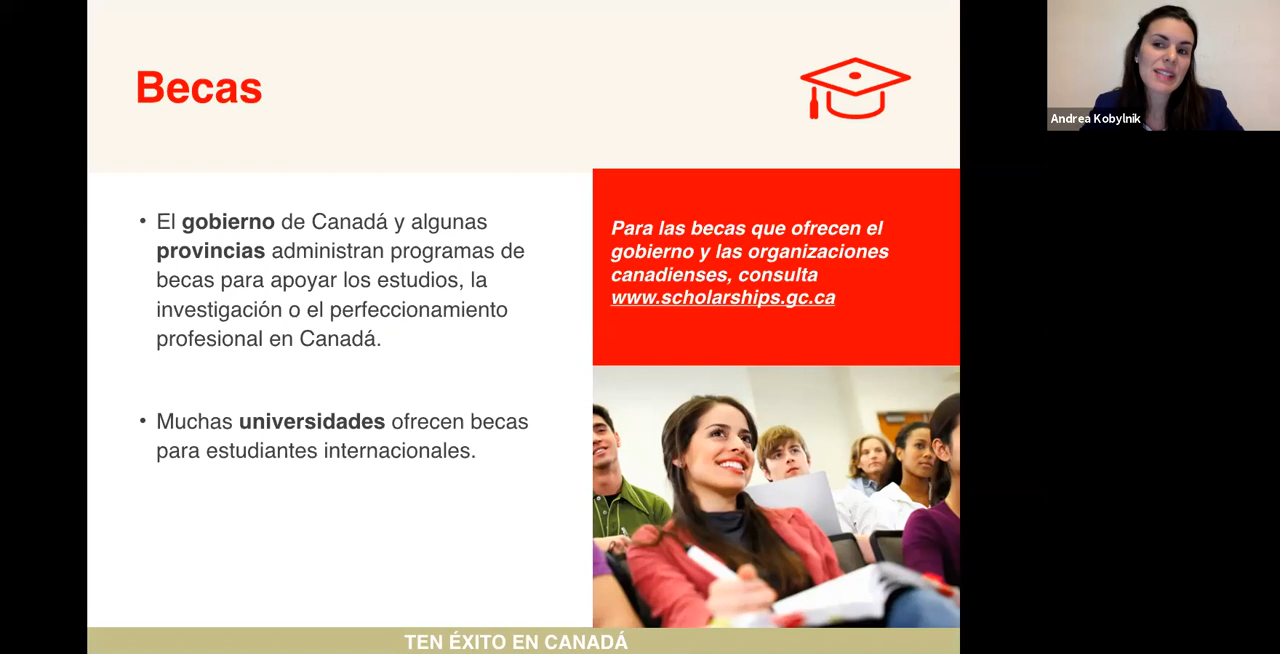 Becas
Andrea Kobylnik
• El gobierno de Canadá y algunas
provincias administran programas de
becas para apoyar los estudios, la
investigación o el perfeccionamiento
profesional en Canadá.
• Muchas universidades ofrecen becas
para estudiantes internacionales.
Para las becas que ofrecen el
gobierno y las organizaciones
canadienses, consulta
www.scholarships.gc.ca
TEN ÉXITO EN CANADÁ